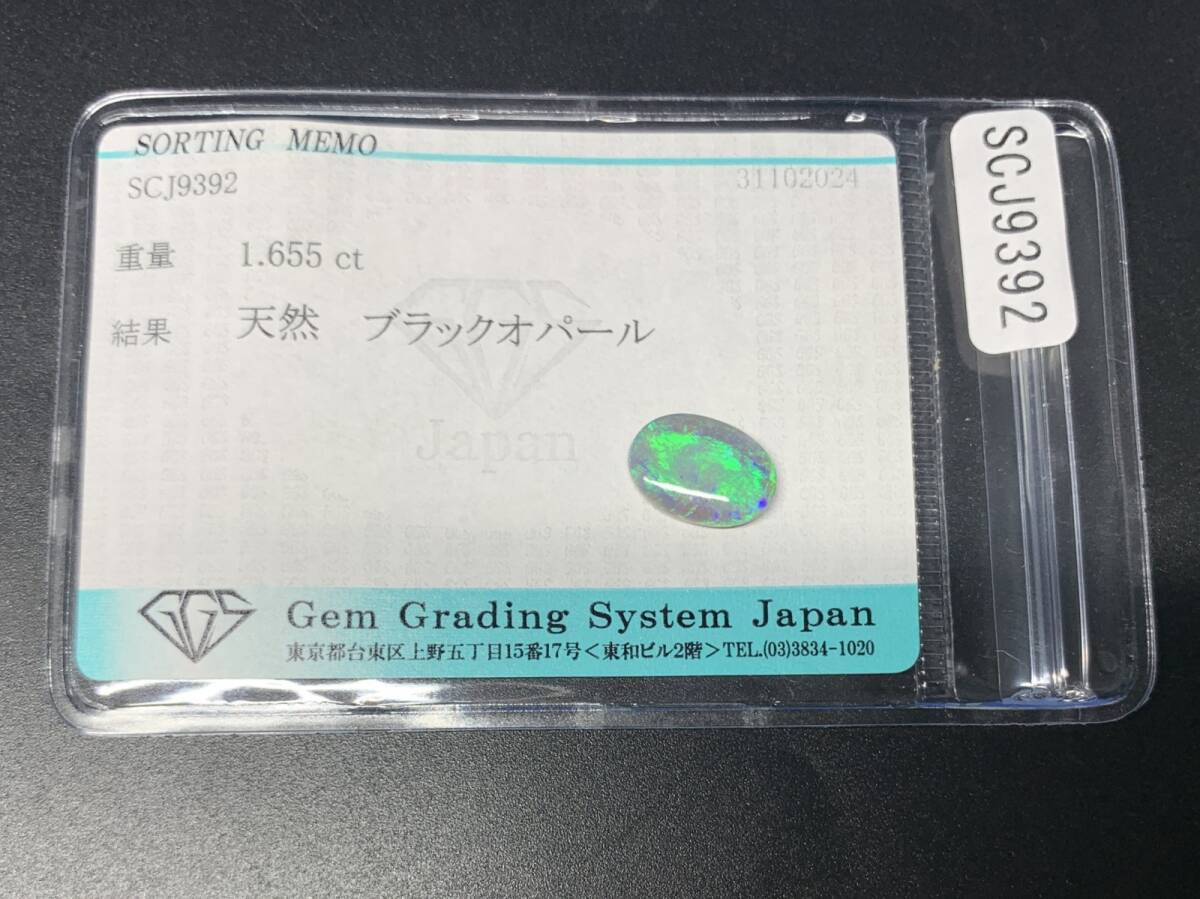 SORTING MEMO
SCJ9392 31102024
重量 1.655 ct
結果 天然 ブラックオパール
Japan
GGS Gem Grading System Japan
東京都台東区上野五丁目15番17号＜東和ビル2階＞TEL.(03)3834-1020
SCJ9392